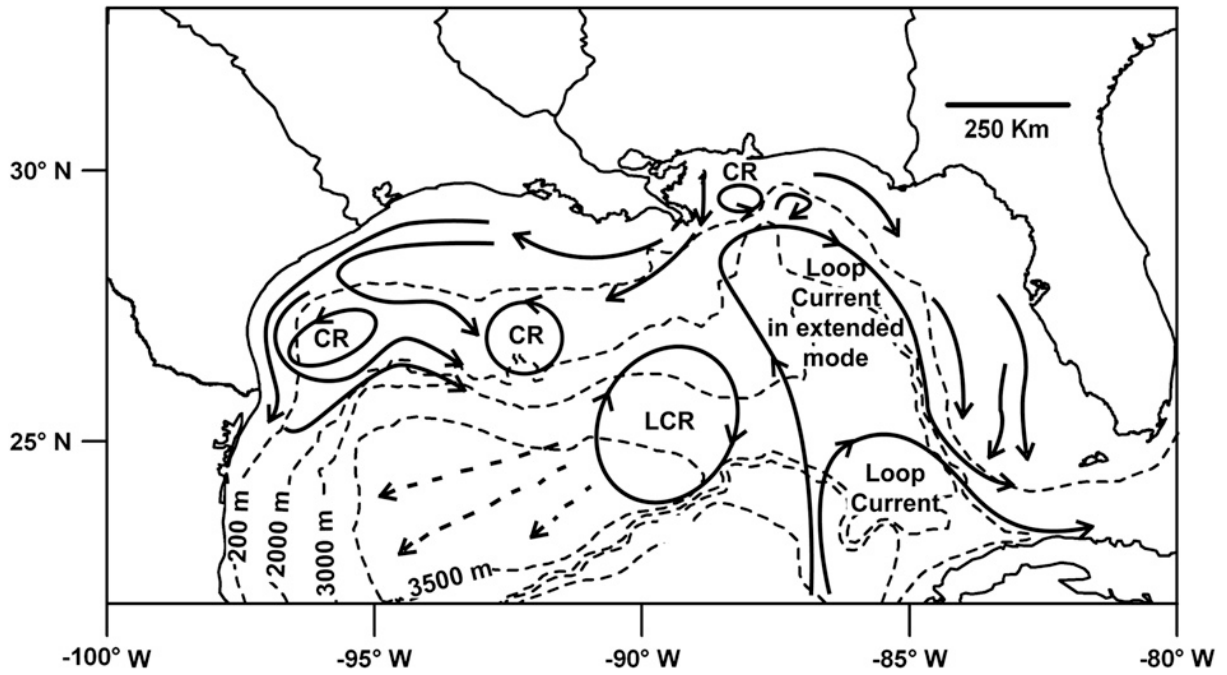 250 Km
30° N
CR
Loop
Current
in extended
mode
CR
CR
LCR
25° N
Loop
Current
200 m
2000 m
3000 m
3500 m
-100° W
-95° W
-90° W
-85° W
-80° W